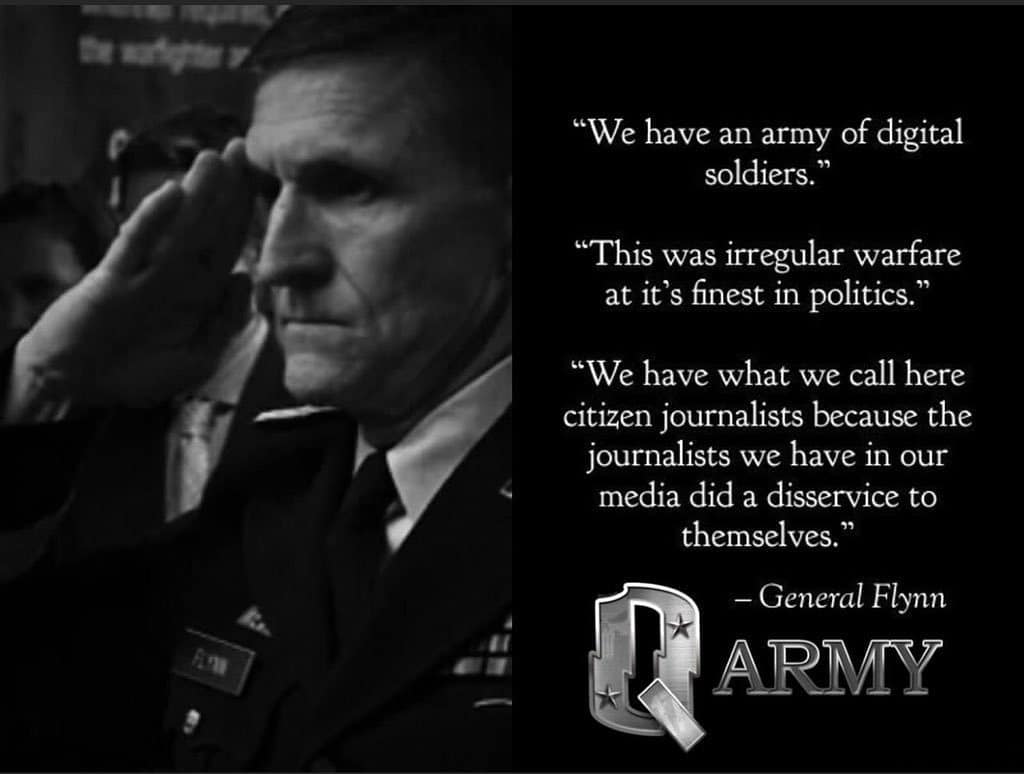 the warfighter
"We have an army of digital
soldiers."
"This was irregular warfare
at it's finest in politics."
"We have what we call here
citizen journalists because the
journalists we have in our
media did a disservice to
themselves."
– General Flynn
Q
ARMY
FLYNN